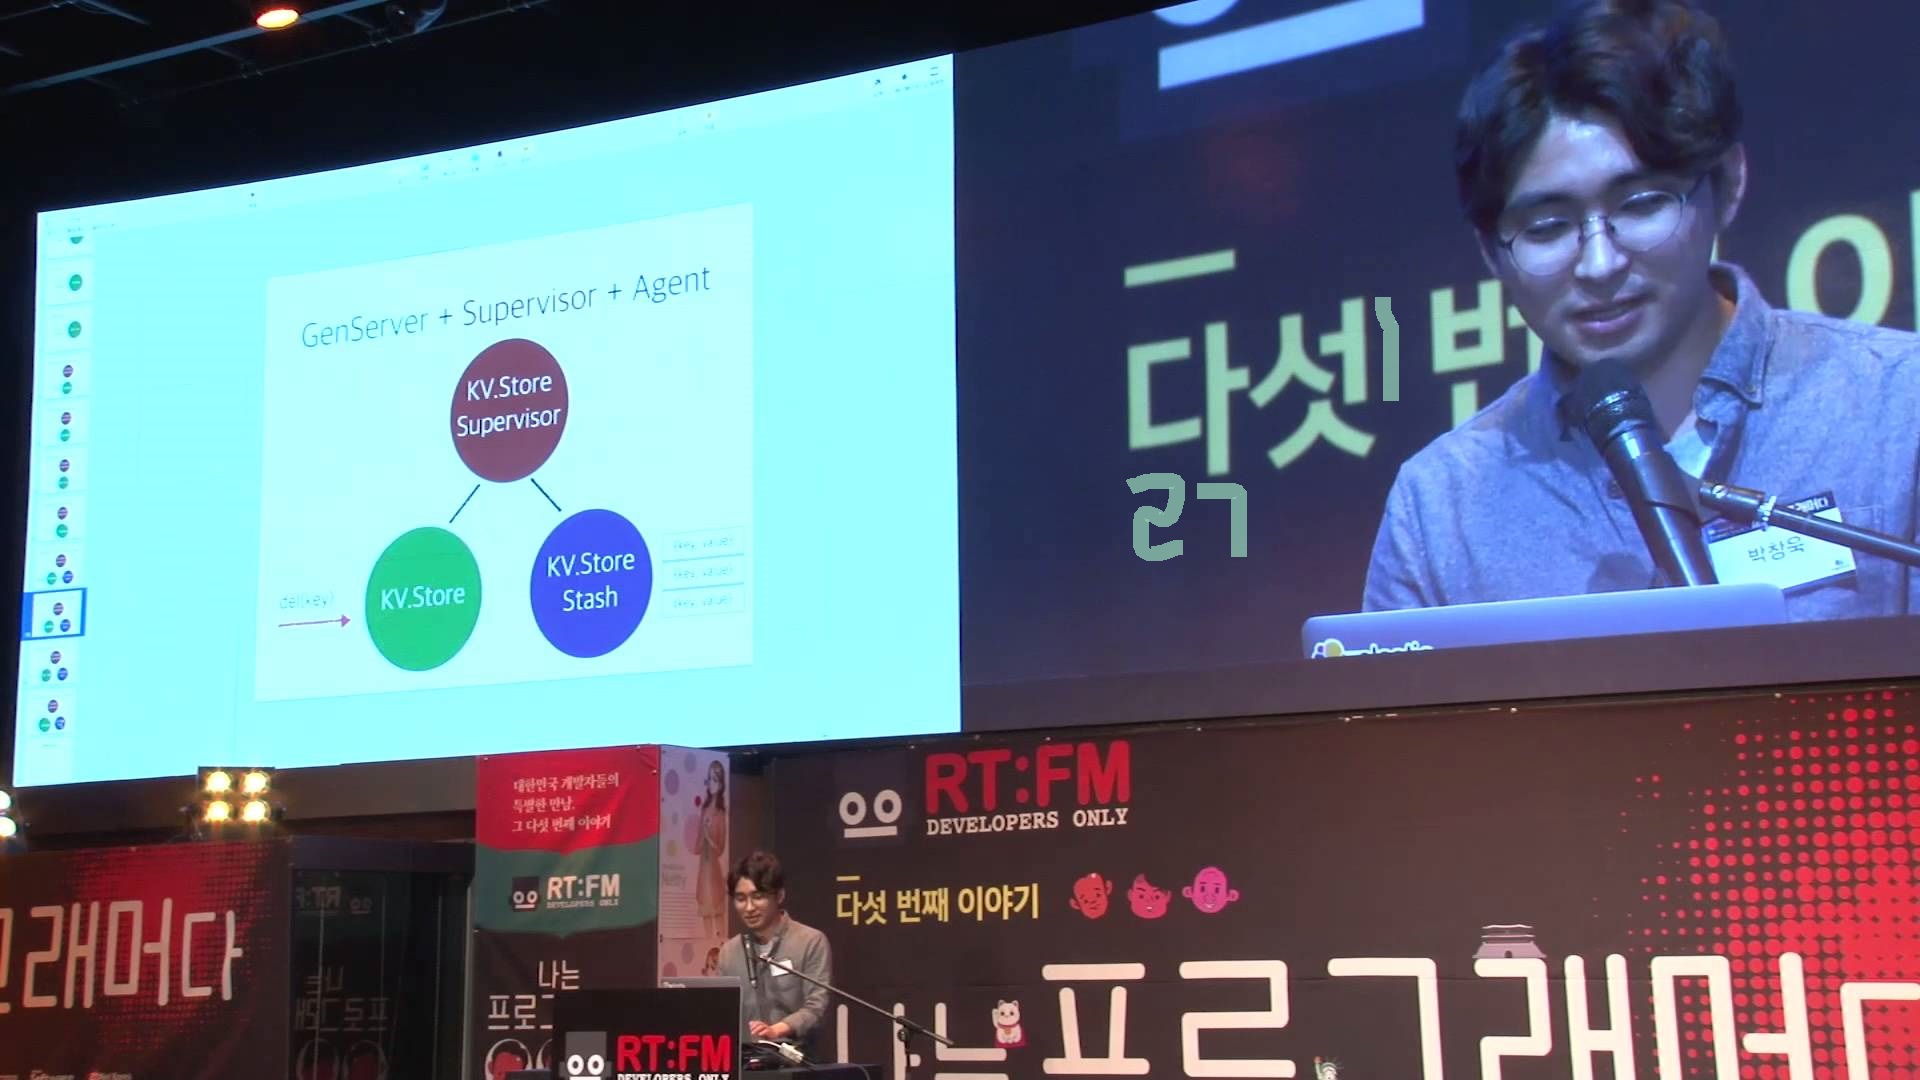 GenServer + Supervisor + Agent
KV.Store
Supervisor
KV.Store
KV.Store
Stash
del(key)
(key, value)
(key, value)
(key, value)
다섯 번
박창욱
대한민국 개발자들의
특별한 만남,
그 다섯 번째 이야기
RT:FM
DEVELOPERS ONLY
나는
프로그
RT:FM
DEVELOPERS ONLY
다섯 번째 이야기
나는 프로그래머다
RT:FM
DEVELOPERS ONLY
래머다